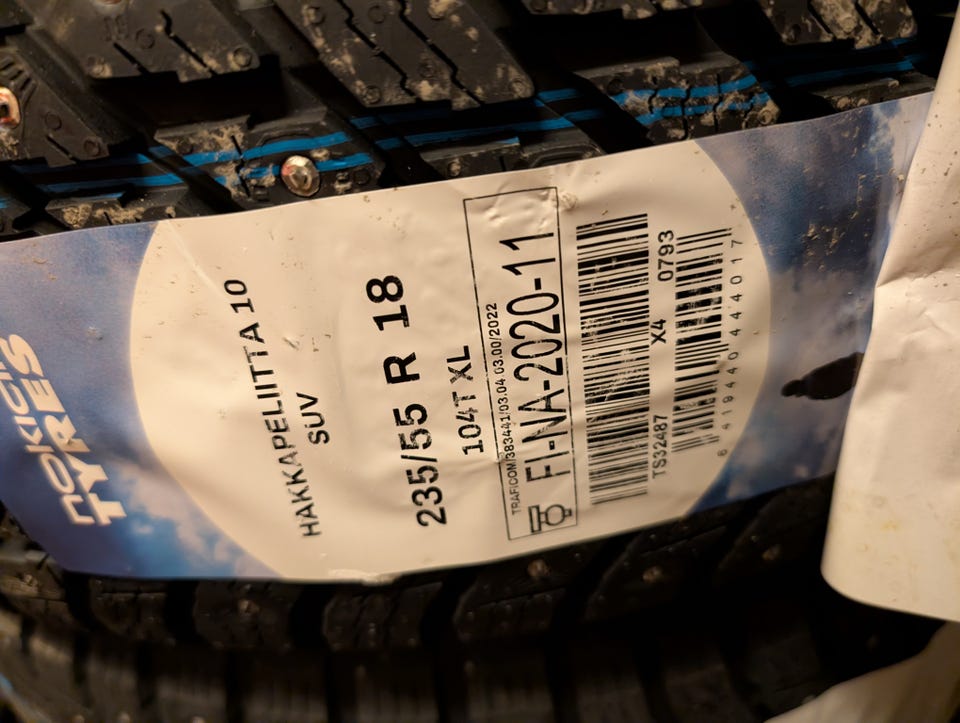 NOKIAN
TYRES
HAKKAPELIITTA 10
SUV
235/55 R 18
104T XL
TRAFICOM/383441/03.04.03.00/2022
FI-NA-2020-11
TS32487 X4 0793
6419440444017